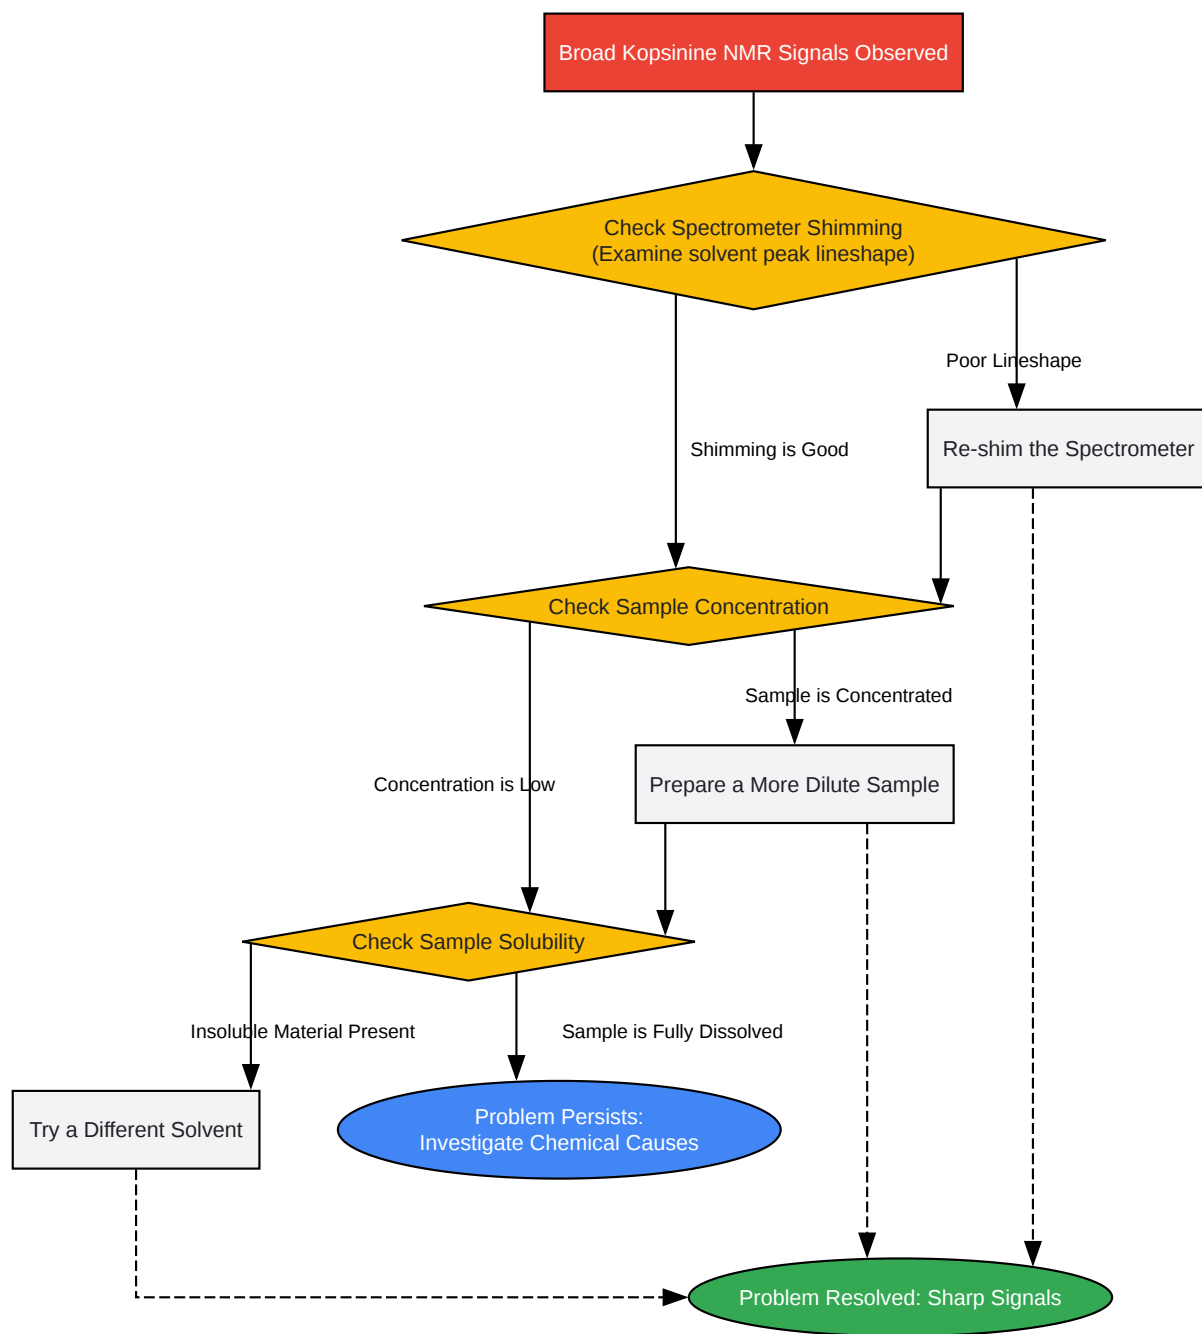 Broad Kopsinine NMR Signals Observed
Check Spectrometer Shimming
(Examine solvent peak lineshape)
Poor Lineshape
Shimming is Good
Re-shim the Spectrometer
Check Sample Concentration
Sample is Concentrated
Concentration is Low
Prepare a More Dilute Sample
Check Sample Solubility
Insoluble Material Present
Sample is Fully Dissolved
Try a Different Solvent
Problem Persists:
Investigate Chemical Causes
Problem Resolved: Sharp Signals